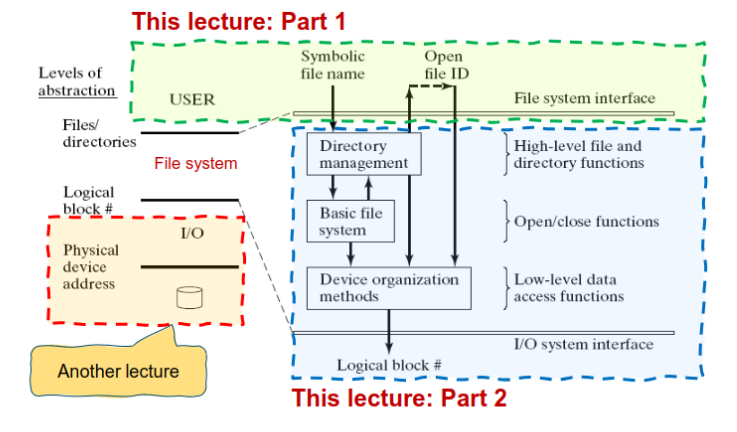 This lecture: Part 1
Levels of
abstraction
USER
Symbolic
file name
Open
file ID
File system interface
Files/
directories
File system
Logical
block #
I/O
Physical
device
address
Another lecture
Directory
management
High-level file and
directory functions
Basic file
system
Open/close functions
Device organization
methods
Low-level data
access functions
I/O system interface
Logical block #
This lecture: Part 2